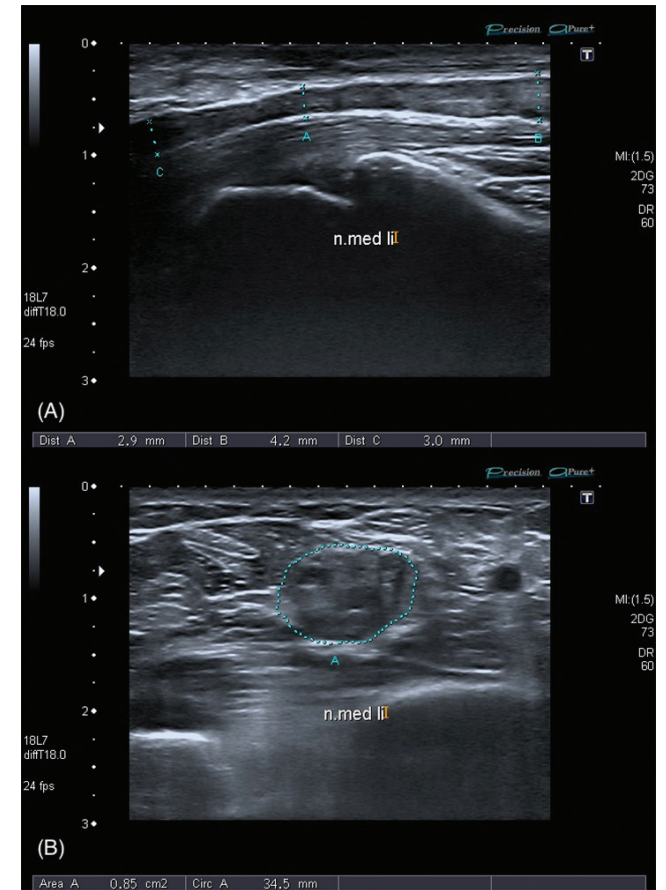 Precision APure+
0
T
A
B
C
1
MI:(1.5)
2DG
73
DR
60
n.med li
2
18L7
diffT18.0
24 fps
3
(A)
Dist A 2.9 mm Dist B 4.2 mm Dist C 3.0 mm
Precision APure+
0
T
1
MI:(1.5)
2DG
73
DR
60
A
n.med li
2
18L7
diffT18.0
24 fps
3
(B)
Area A 0.85 cm2 Circ A 34.5 mm